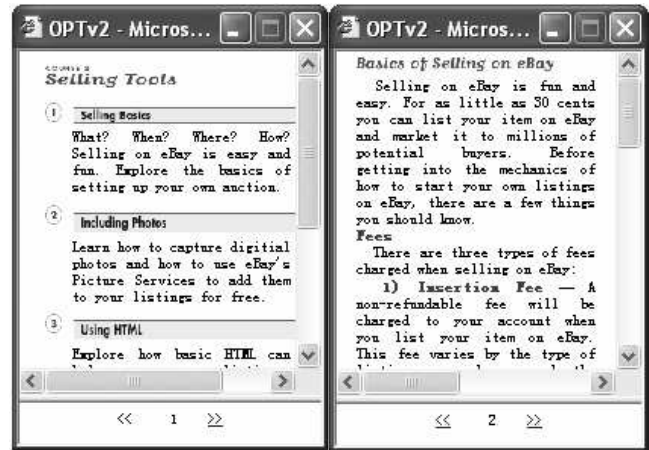 OPTv2 - Micros...
COURSE 2
Selling Tools
1 Selling Basics
What? When? Where? How?
Selling on eBay is easy and
fun. Explore the basics of
setting up your own auction.
2 Including Photos
Learn how to capture digitial
photos and how to use eBay's
Picture Services to add them
to your listings for free.
3 Using HTML
Explore how basic HTML can
<< 1 >>
OPTv2 - Micros...
Basics of Selling on eBay
Selling on eBay is fun and
easy. For as little as 30 cents
you can list your item on eBay
and market it to millions of
potential buyers. Before
getting into the mechanics of
how to start your own listings
on eBay, there are a few things
you should know.
Fees
There are three types of fees
charged when selling on eBay:
1) Insertion Fee — A
non-refundable fee will be
charged to your account when
you list your item on eBay.
This fee varies by the type of
<< 2 >>